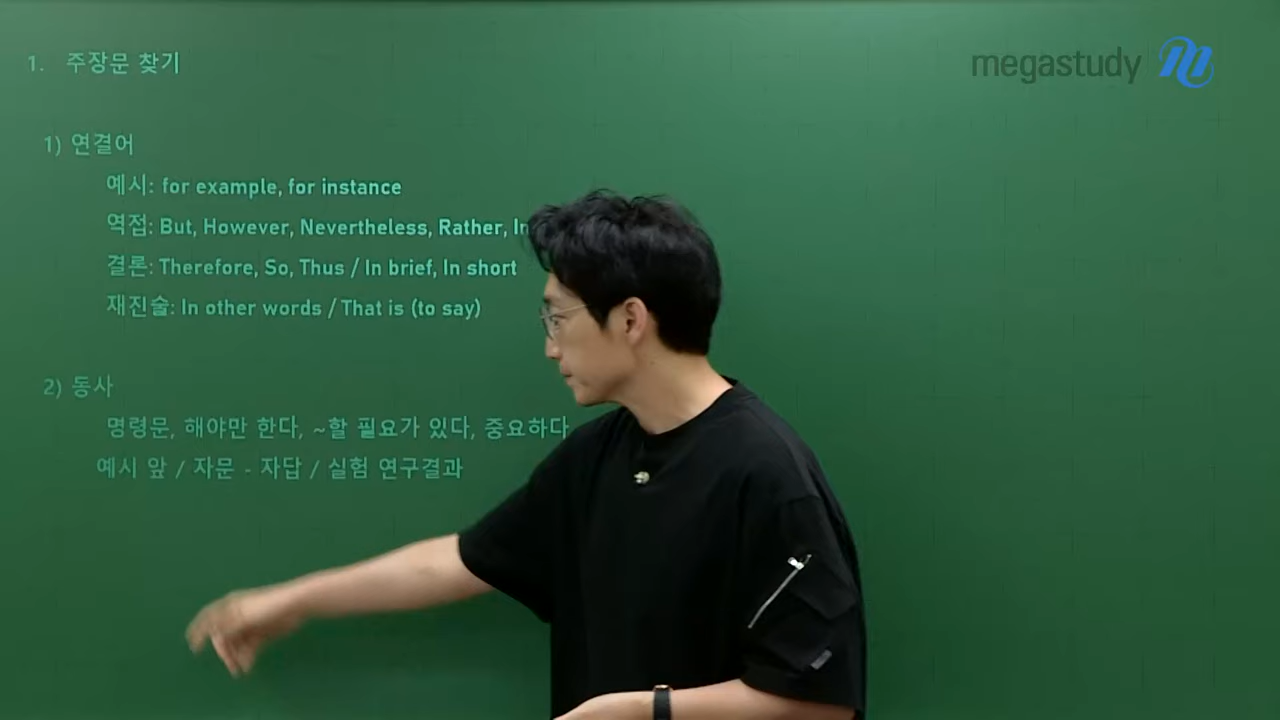 1. 주장문 찾기
megastudy
1) 연결어
예시: for example, for instance
역접: But, However, Nevertheless, Rather,
결론: Therefore, So, Thus / In brief, In short
재진술: In other words / That is (to say)
2) 동사
명령문, 해야만 한다, ~할 필요가 있다, 중요하다
예시 앞 / 자문 - 자답 / 실험 연구결과